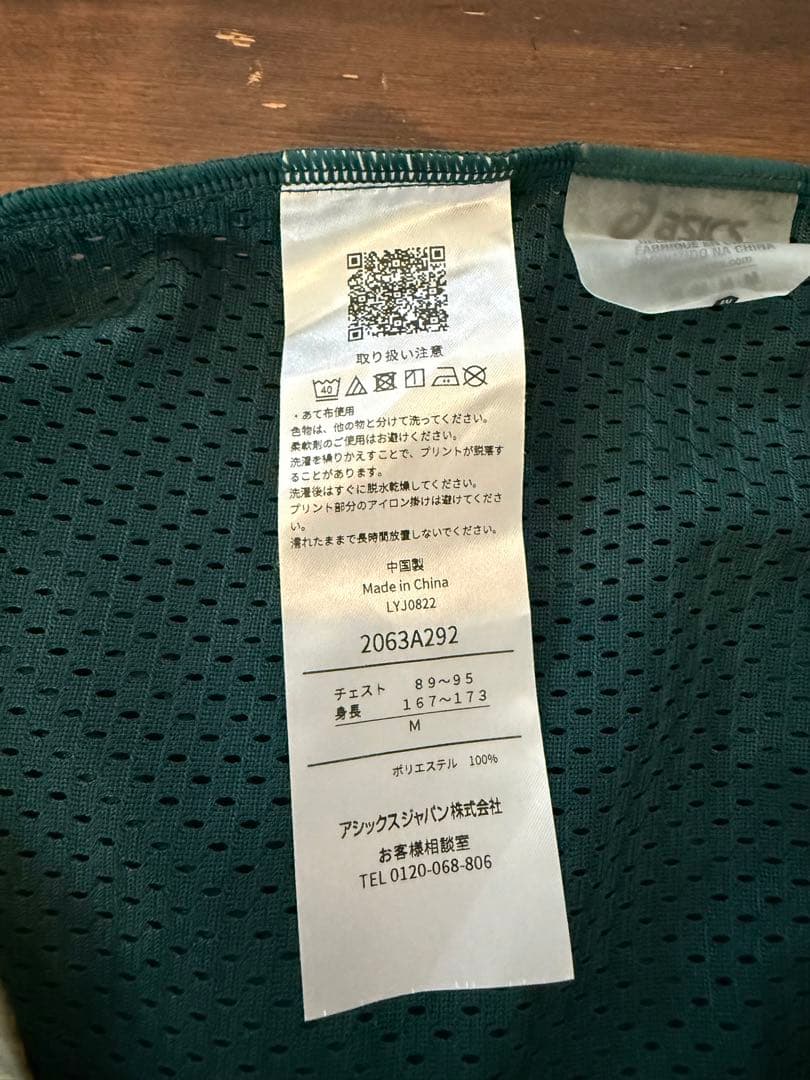 取り扱い注意
40
・あて布使用
色物は、他の物と分けて洗ってください。
柔軟剤のご使用はお避けください。
洗濯を繰りかえすことで、プリントが脱落す
ることがあります。
洗濯後はすぐに脱水乾燥してください。
プリント部分のアイロン掛けは避けてくださ
い。
濡れたままで長時間放置しないでください。
中国製
Made in China
LYJ0822
2063A292
チェスト 89～95
身長 167～173
M
ポリエステル 100%
アシックスジャパン株式会社
お客様相談室
TEL 0120-068-806
asics
NA CHINA
.com